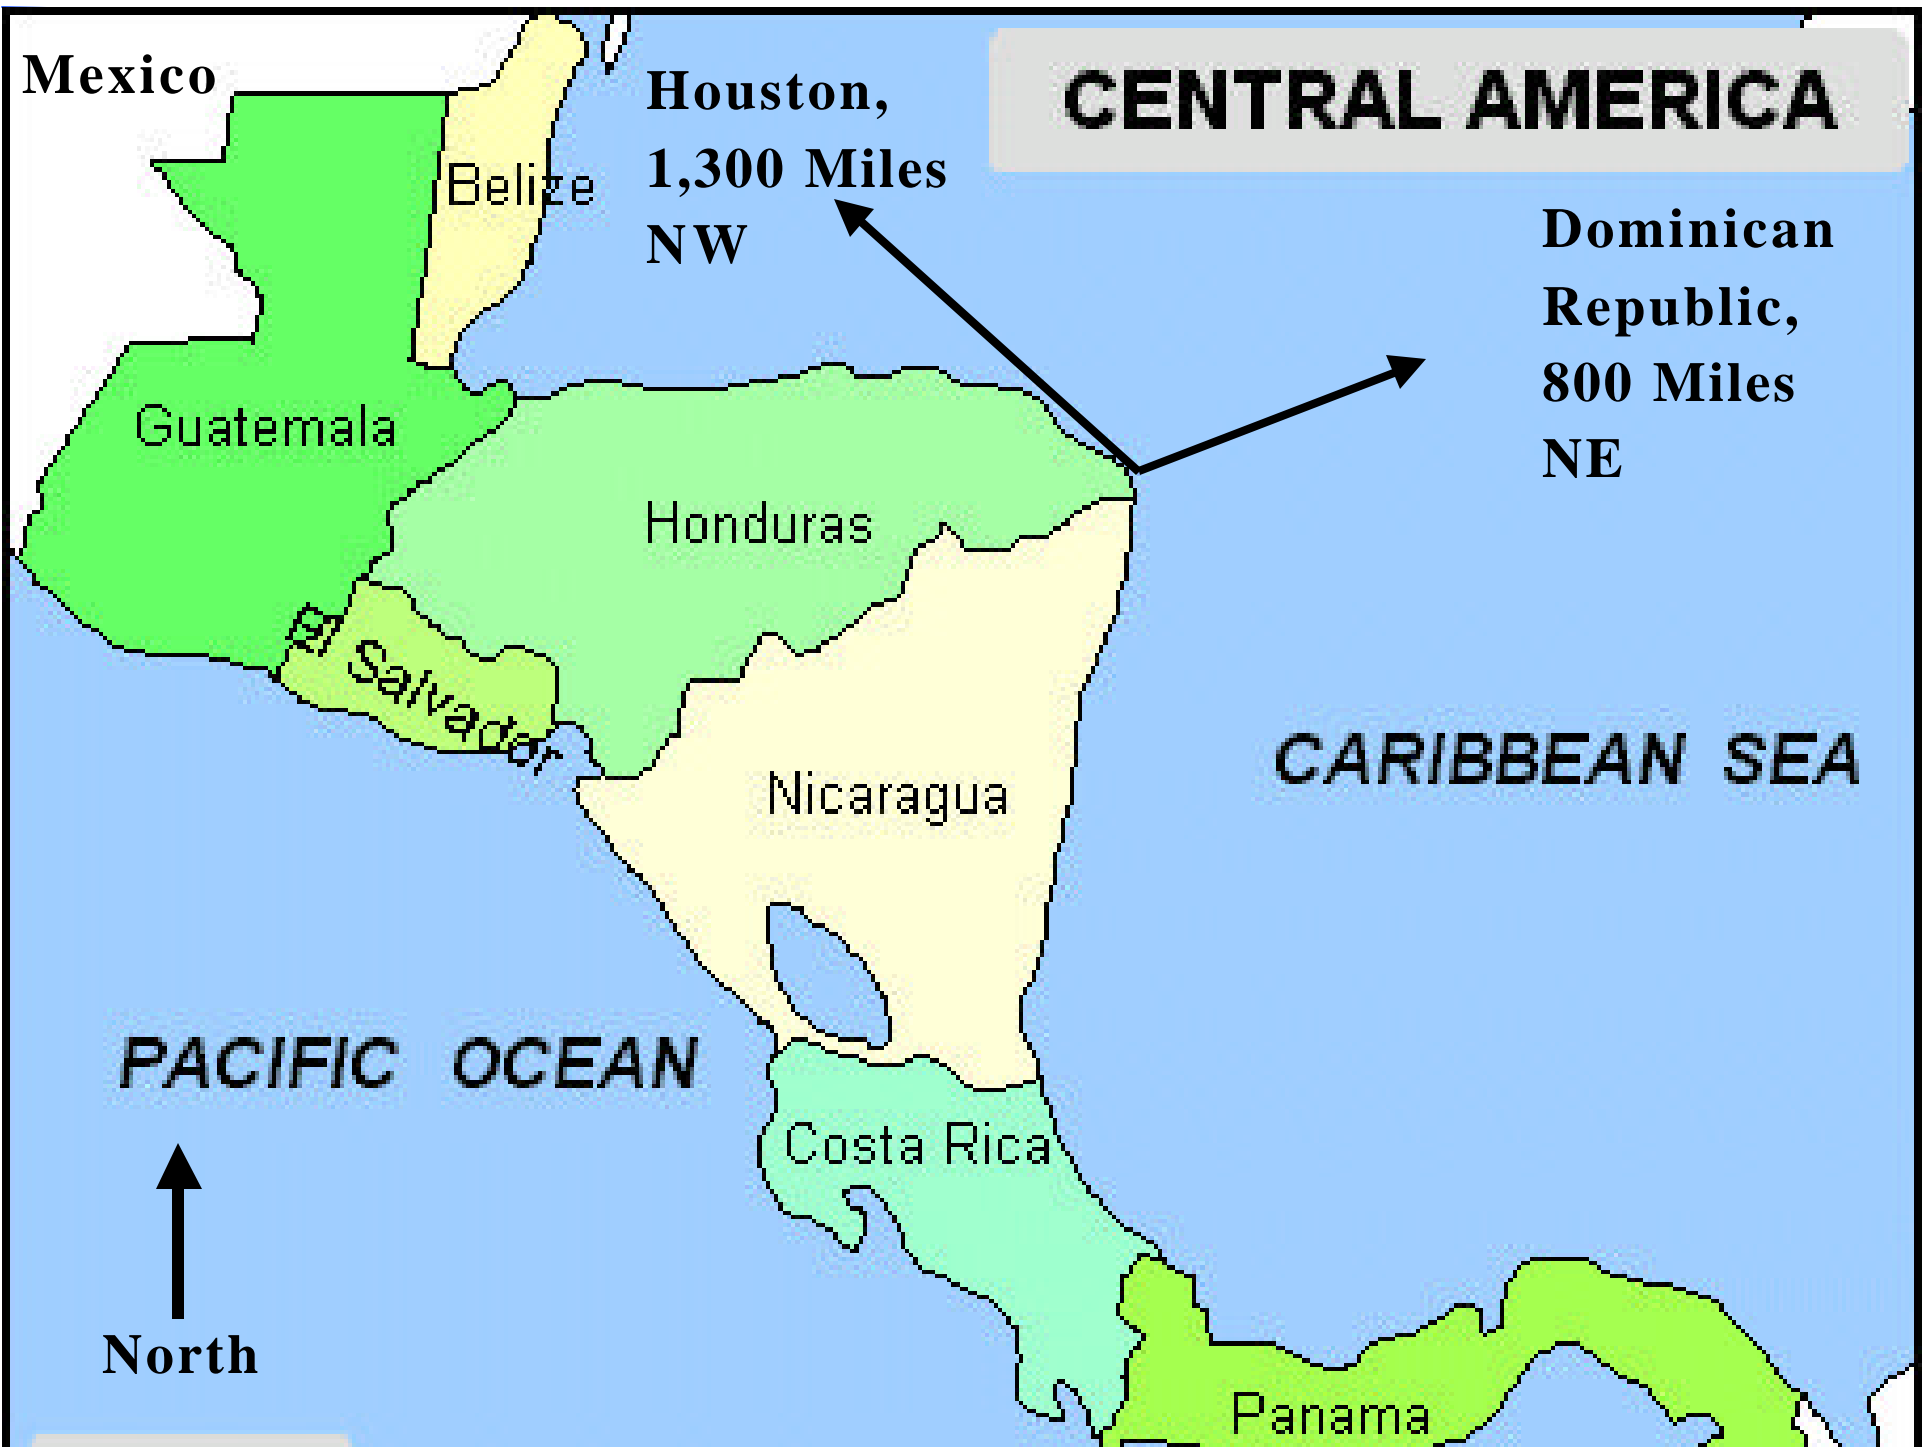 Mexico
Houston,
1,300 Miles
NW
CENTRAL AMERICA
Belize
Dominican
Republic,
800 Miles
NE
Guatemala
Honduras
El Salvador
Nicaragua
CARIBBEAN SEA
PACIFIC OCEAN
Costa Rica
North
Panama